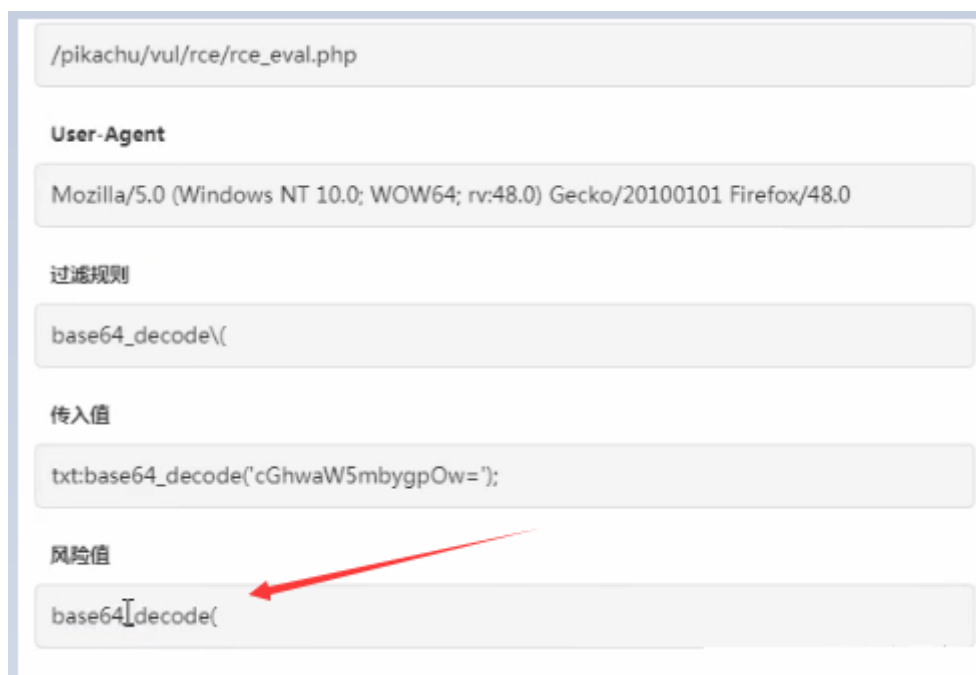 /pikachu/vul/rce/rce_eval.php
User-Agent
Mozilla/5.0 (Windows NT 10.0; WOW64; rv:48.0) Gecko/20100101 Firefox/48.0
过滤规则
base64_decode\(
传入值
txt:base64_decode('cGhwaW5mbygpOw=');
风险值
base64_decode(